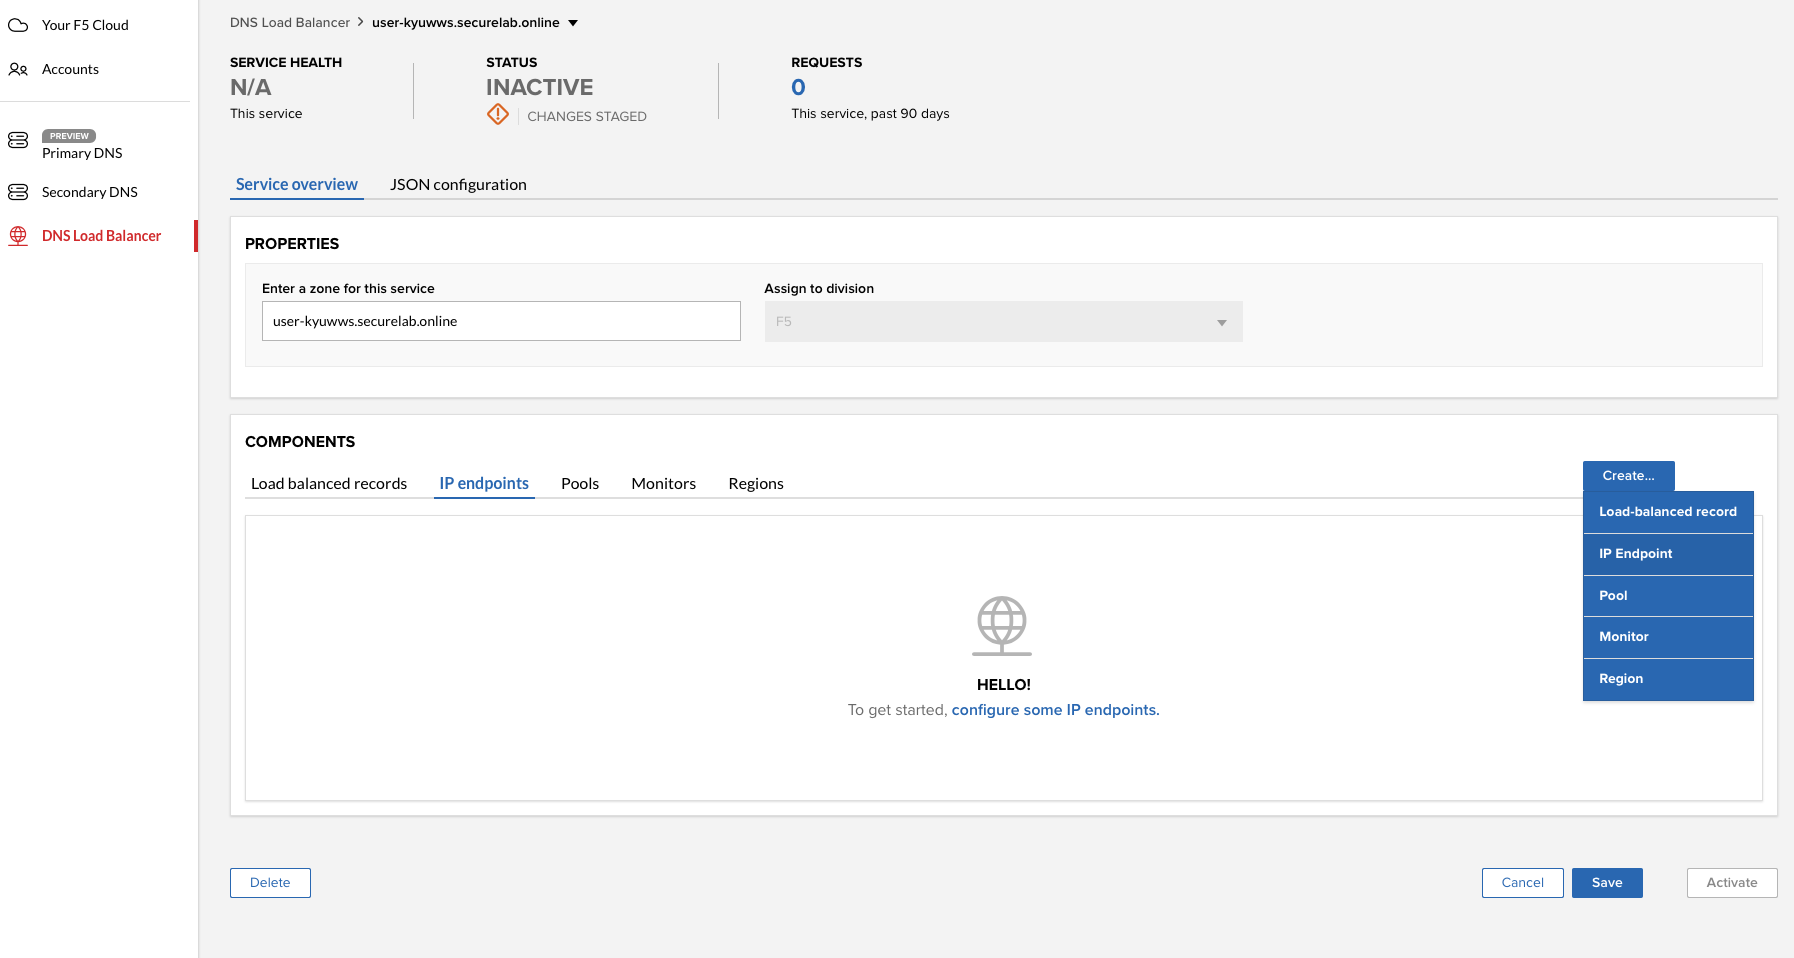 Your F5 Cloud
Accounts
PREVIEW
Primary DNS
Secondary DNS
DNS Load Balancer
DNS Load Balancer > user-kyuwws.securelab.online
SERVICE HEALTH
N/A
This service
STATUS
INACTIVE
CHANGES STAGED
REQUESTS
0
This service, past 90 days
Service overview JSON configuration
PROPERTIES
Enter a zone for this service
user-kyuwws.securelab.online
Assign to division
F5
COMPONENTS
Load balanced records IP endpoints Pools Monitors Regions
Create...
Load-balanced record
IP Endpoint
Pool
Monitor
Region
HELLO!
To get started, configure some IP endpoints.
Delete
Cancel Save Activate